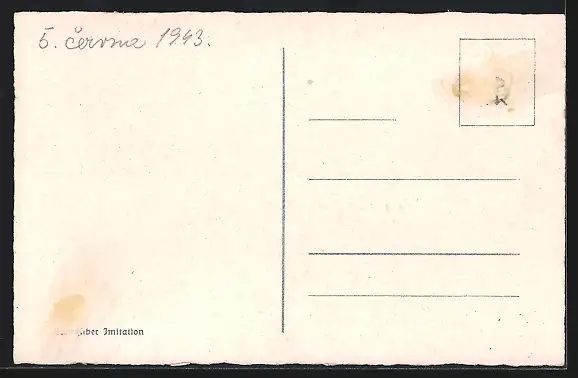 5. června 1943.
K
Imitation